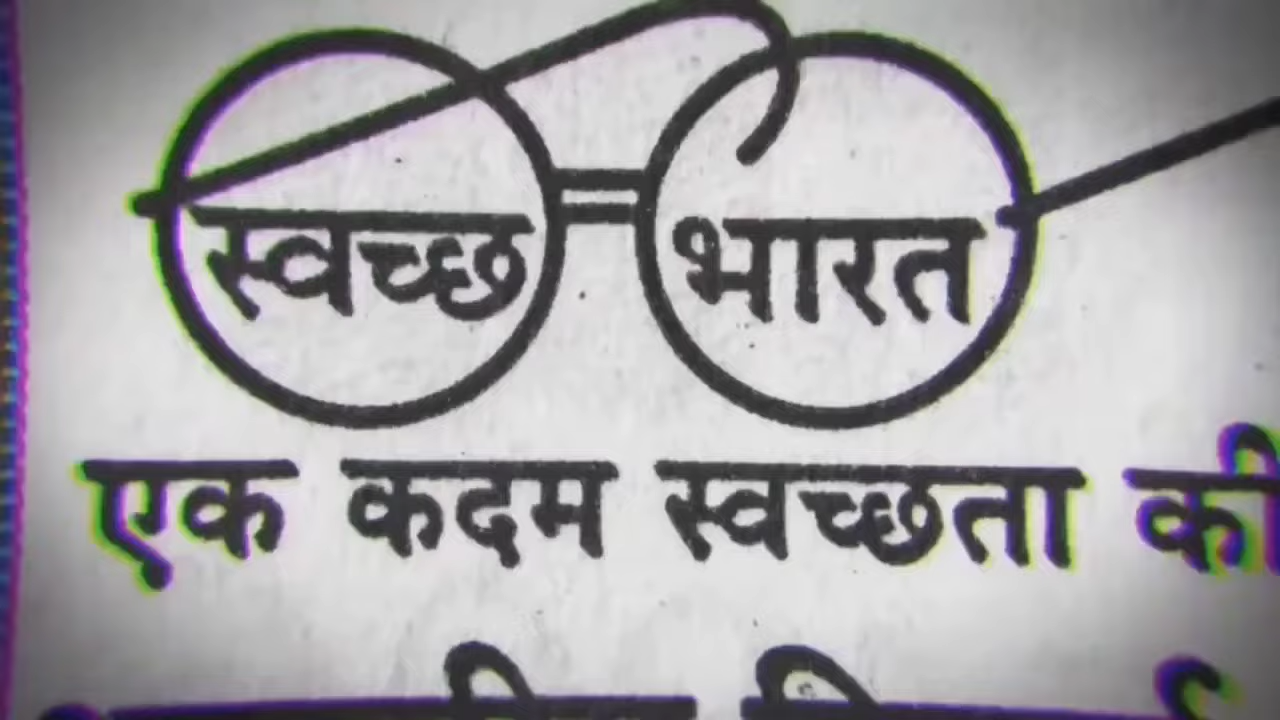 स्वच्छ भारत
एक कदम स्वच्छता की